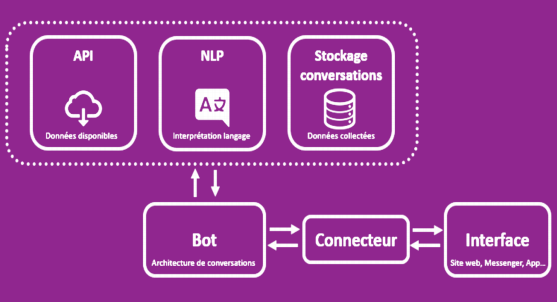 API
Données disponibles
NLP
A
Interprétation langage
Stockage
conversations
Données collectées
Bot
Architecture de conversations
Connecteur
Interface
Site web, Messenger, App...